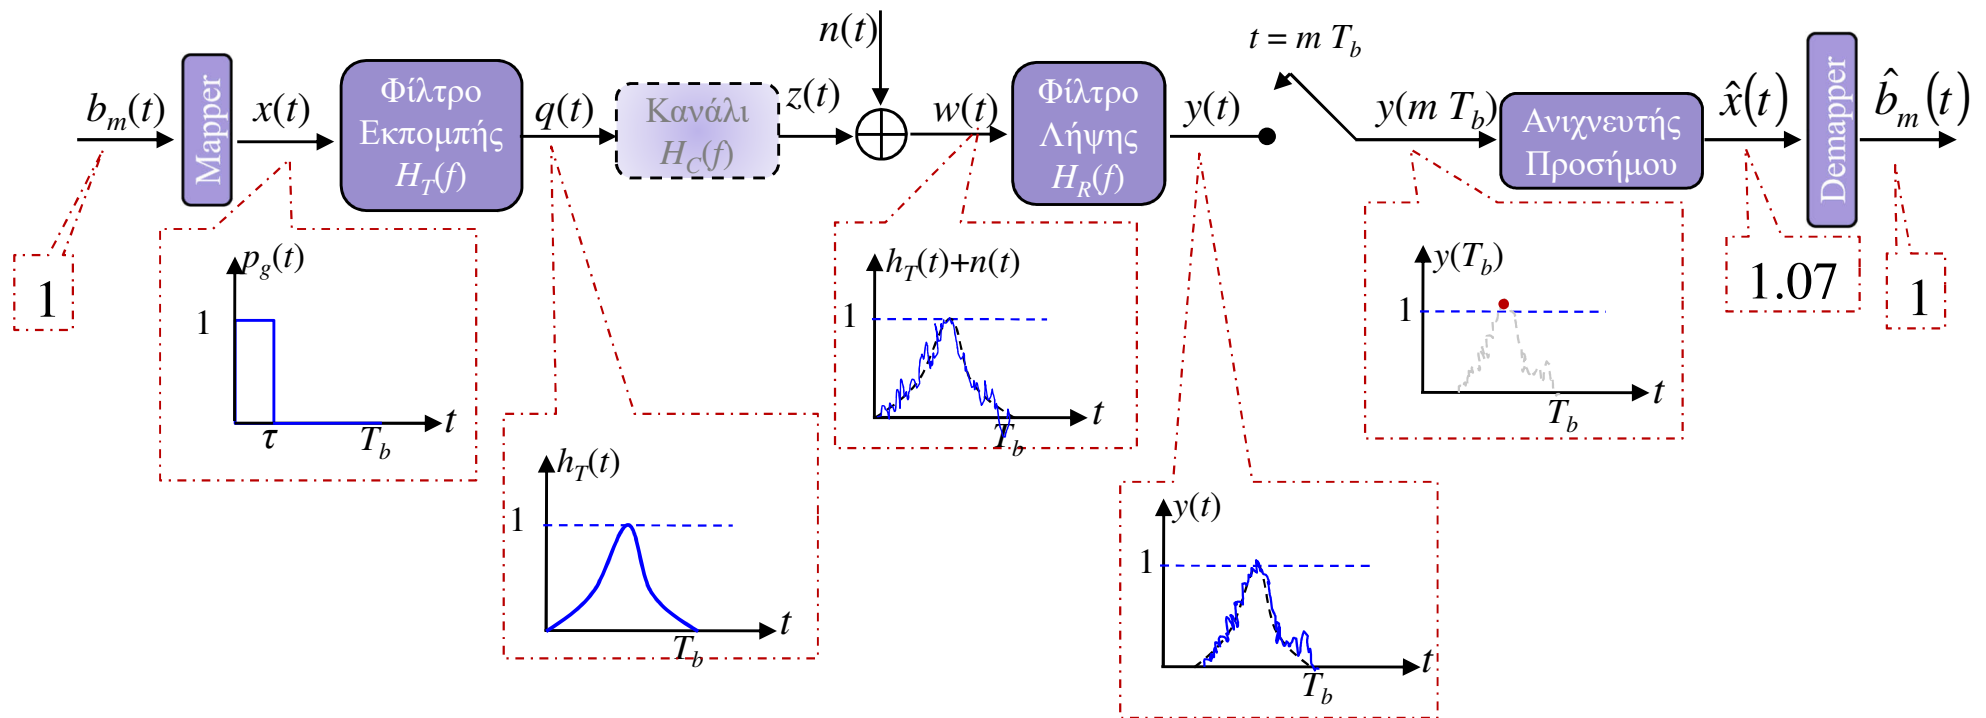 b_m(t)
Mapper
x(t)
Φίλτρο
Εκπομπής
H_T(f)
q(t)
Κανάλι
H_C(f)
z(t)
n(t)
w(t)
Φίλτρο
Λήψης
H_R(f)
y(t)
t = m T_b
y(m T_b)
Ανιχνευτής
Προσήμου
x̂(t)
Demapper
b̂_m(t)
1
p_g(t)
1
τ
T_b
t
h_T(t)
1
T_b
t
h_T(t)+n(t)
1
T_b
t
y(t)
1
T_b
t
y(T_b)
1
T_b
t
1.07
1